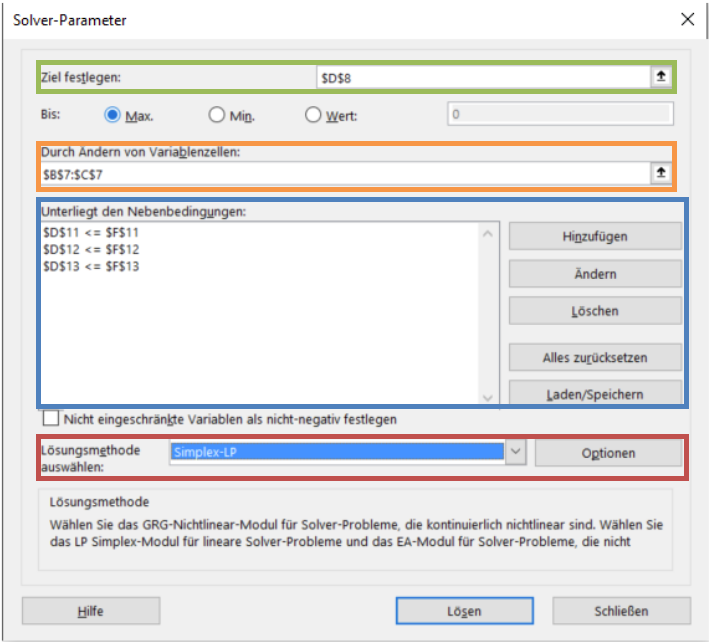 Solver-Parameter
Ziel festlegen: $D$8
Bis: Max. Min. Wert: 0
Durch Ändern von Variablenzellen:
$B$7:$C$7
Unterliegt den Nebenbedingungen:
$D$11 <= $F$11
$D$12 <= $F$12
$D$13 <= $F$13
Hinzufügen
Ändern
Löschen
Alles zurücksetzen
Laden/Speichern
Nicht eingeschränkte Variablen als nicht-negativ festlegen
Lösungsmethode
auswählen:
Simplex-LP
Optionen
Lösungsmethode
Wählen Sie das GRG-Nichtlinear-Modul für Solver-Probleme, die kontinuierlich nichtlinear sind. Wählen Sie
das LP Simplex-Modul für lineare Solver-Probleme und das EA-Modul für Solver-Probleme, die nicht
Hilfe Lösen Schließen